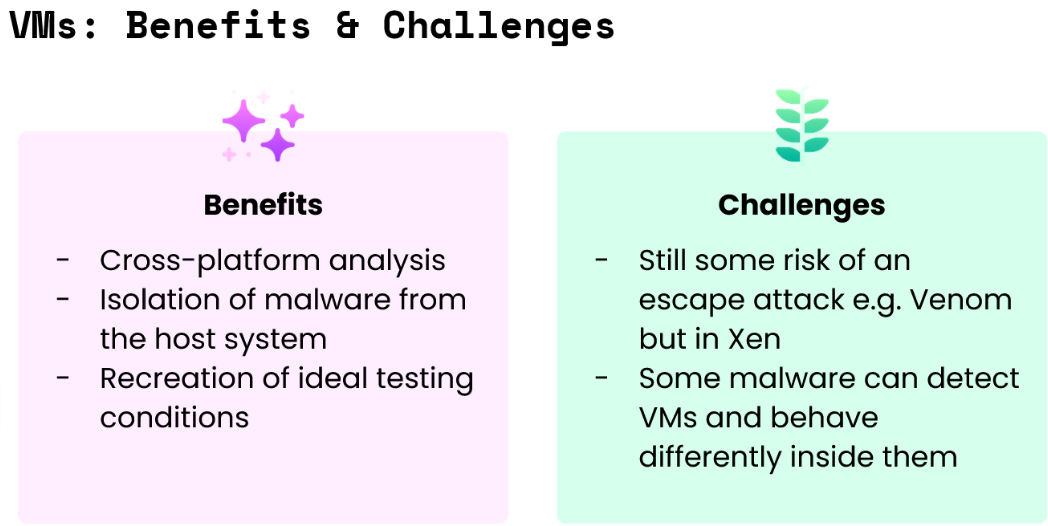 VMs: Benefits & Challenges
Benefits
- Cross-platform analysis
- Isolation of malware from
the host system
- Recreation of ideal testing
conditions
Challenges
- Still some risk of an
escape attack e.g. Venom
but in Xen
- Some malware can detect
VMs and behave
differently inside them